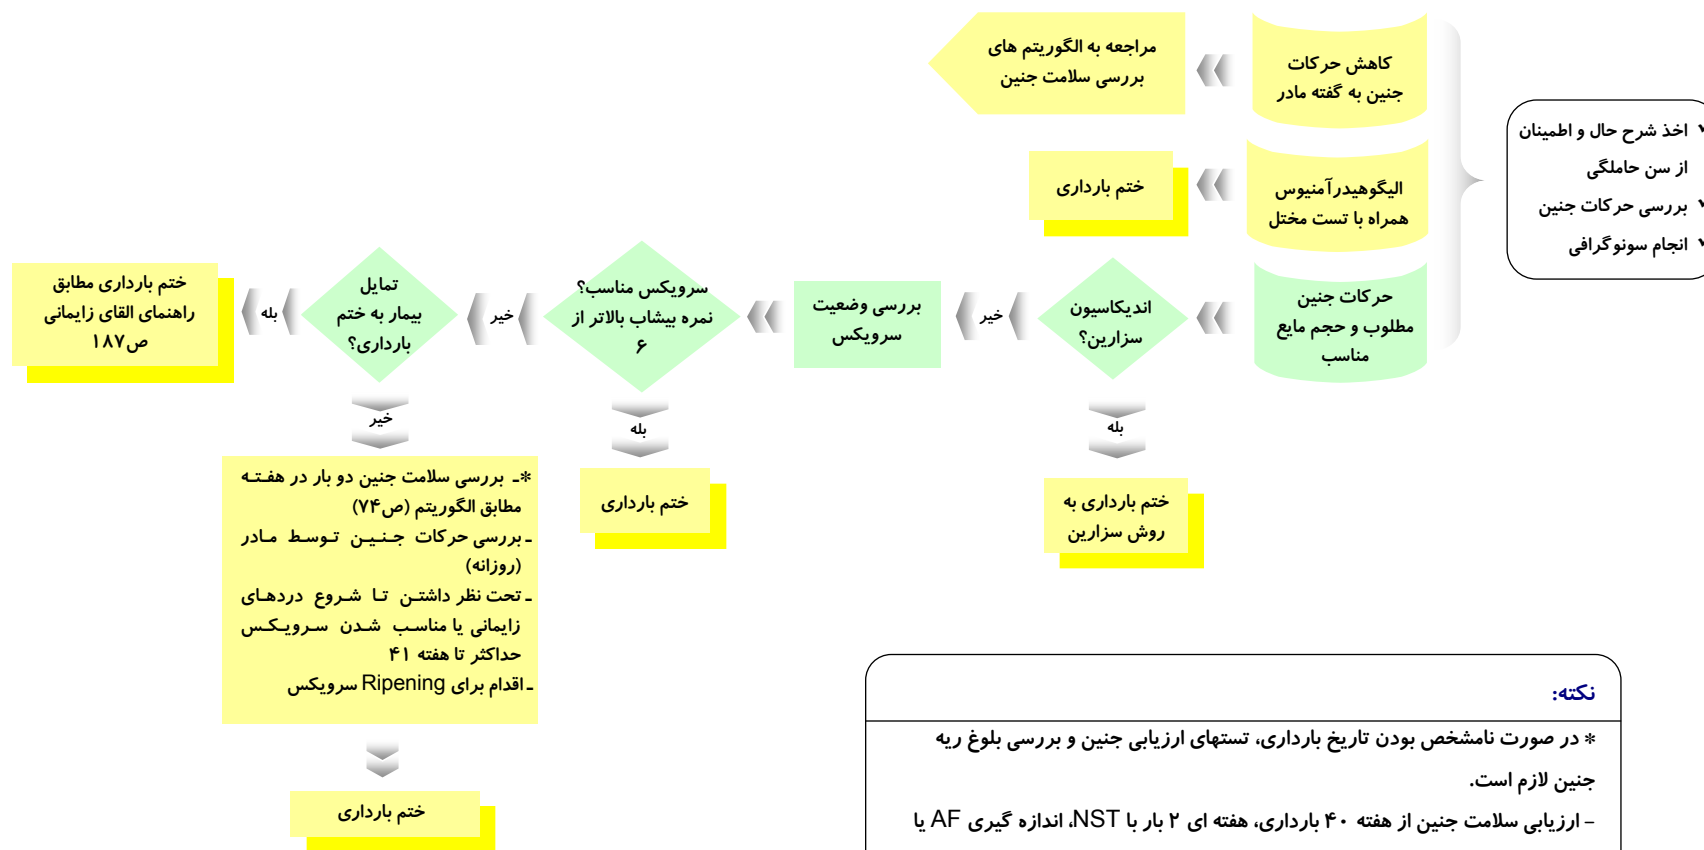 ✓ اخذ شرح حال و اطمینان
از سن حاملگی
✓ بررسی حرکات جنین
✓ انجام سونوگرافی
کاهش حرکات
جنین به گفته مادر
مراجعه به الگوریتم های
بررسی سلامت جنین
الیگوهیدرآمنیوس
همراه با تست مختل
ختم بارداری
حرکات جنین
مطلوب و حجم مایع
مناسب
اندیکاسیون
سزارین؟
خیر
بررسی وضعیت
سرویکس
سرویکس مناسب؟
نمره بیشاب بالاتر از
۶
خیر
تمایل
بیمار به ختم
بارداری؟
بله
ختم بارداری مطابق
راهنمای القای زایمانی
ص۱۸۷
بله
ختم بارداری به
روش سزارین
بله
ختم بارداری
خیر
*ـ بررسی سلامت جنین دو بار در هفته
مطابق الگوریتم (ص۷۴)
ـ بررسی حرکات جنین توسط مادر
(روزانه)
ـ تحت نظر داشتن تا شروع دردهای
زایمانی یا مناسب شدن سرویکس
حداکثر تا هفته ۴۱
ـ اقدام برای Ripening سرویکس
ختم بارداری
نکته:
* در صورت نامشخص بودن تاریخ بارداری، تستهای ارزیابی جنین و بررسی بلوغ ریه
جنین لازم است.
– ارزیابی سلامت جنین از هفته ۴۰ بارداری، هفته ای ۲ بار با NST، اندازه گیری AF یا